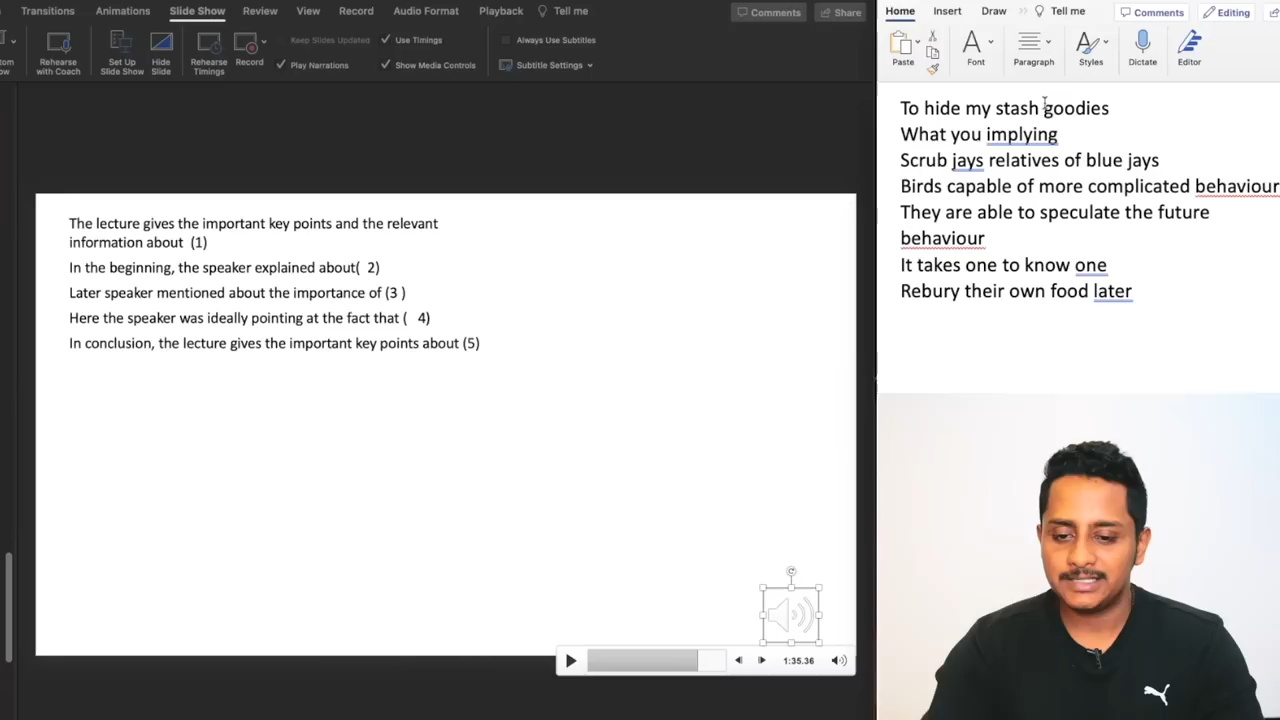 Transitions Animations Slide Show Review View Record Audio Format Playback Tell me
Comments Share
Rehearse with Coach
Set Up Slide Show
Hide Slide
Rehearse Timings
Record
Keep Slides Updated
Play Narrations
Use Timings
Show Media Controls
Always Use Subtitles
Subtitle Settings
The lecture gives the important key points and the relevant
information about (1)
In the beginning, the speaker explained about( 2)
Later speaker mentioned about the importance of (3 )
Here the speaker was ideally pointing at the fact that ( 4)
In conclusion, the lecture gives the important key points about (5)
1:35.36
Home Insert Draw Tell me Comments Editing
Paste Font Paragraph Styles Dictate Editor
To hide my stash goodies
What you implying
Scrub jays relatives of blue jays
Birds capable of more complicated behaviour
They are able to speculate the future
behaviour
It takes one to know one
Rebury their own food later